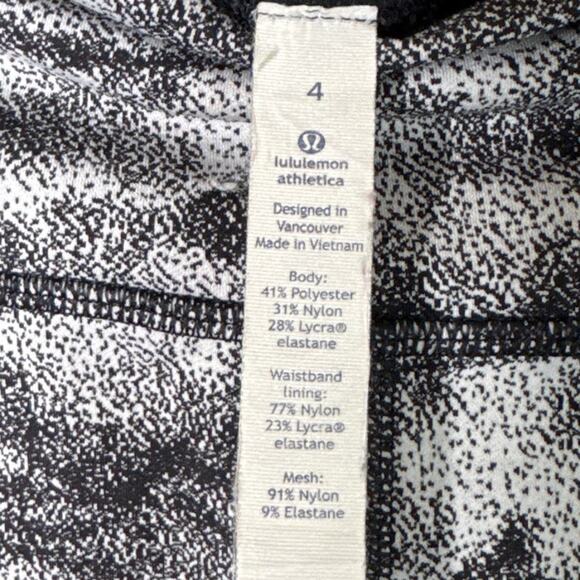 4
lululemon
athletica
Designed in
Vancouver
Made in Vietnam
Body:
41% Polyester
31% Nylon
28% Lycra®
elastane
Waistband
lining:
77% Nylon
23% Lycra®
elastane
Mesh:
91% Nylon
9% Elastane